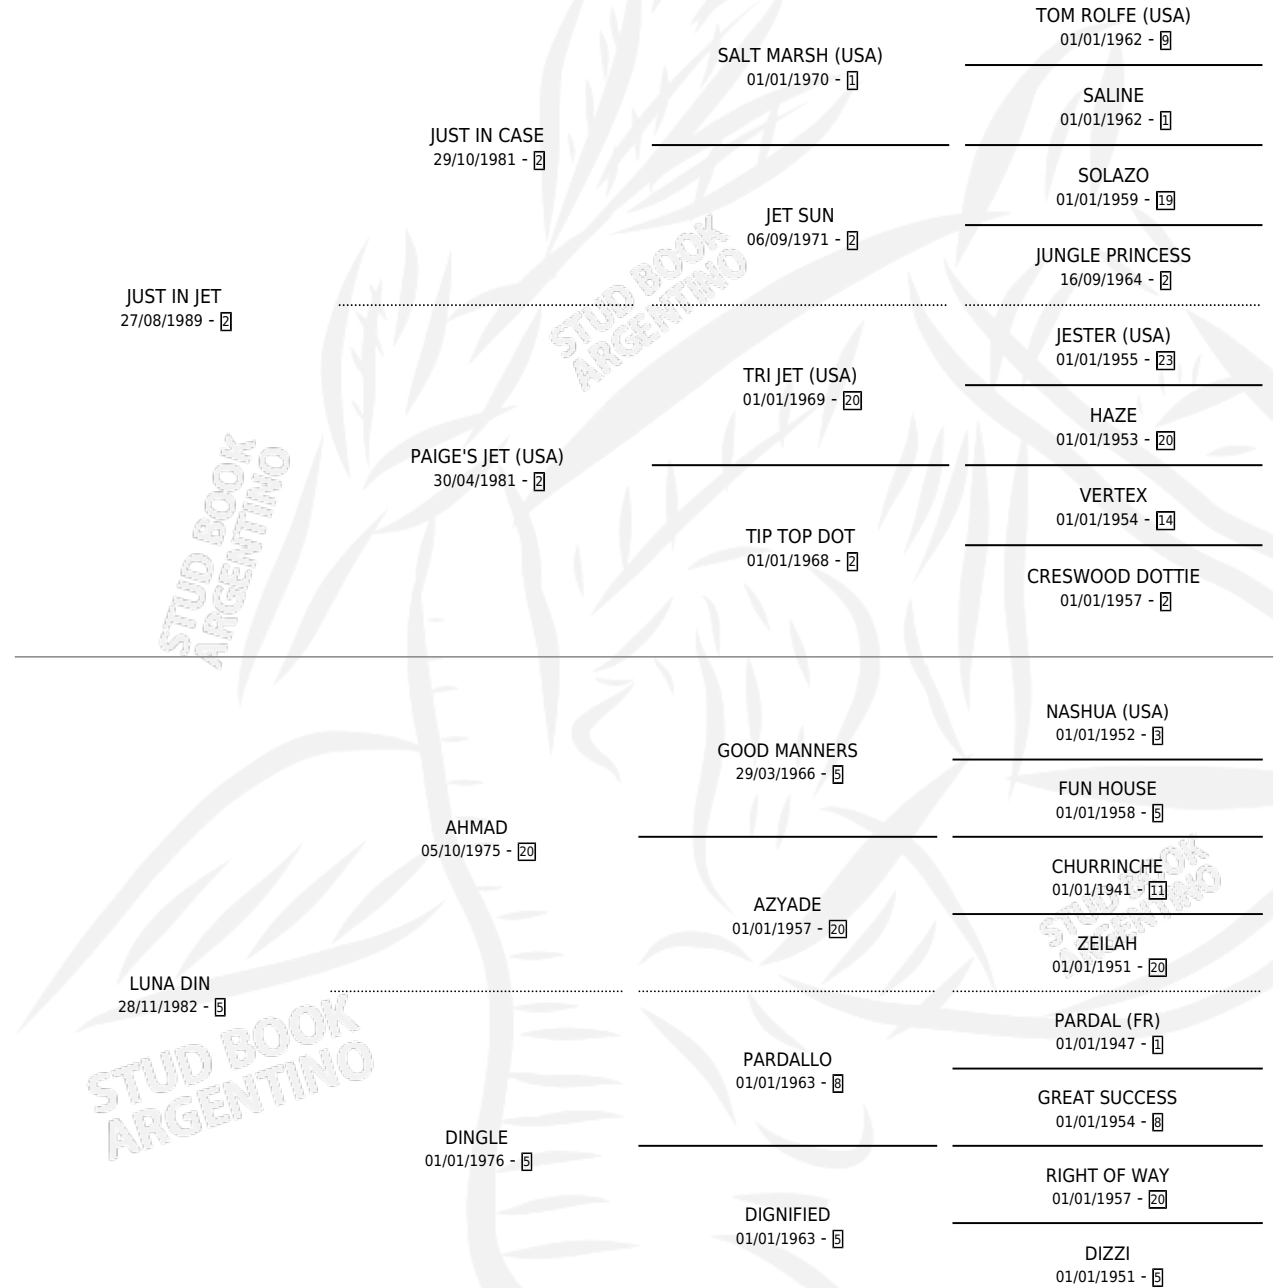 TOM ROLFE (USA)
01/01/1962 - 9
SALT MARSH (USA)
01/01/1970 - 1
SALINE
01/01/1962 - 1
JUST IN CASE
29/10/1981 - 2
SOLAZO
01/01/1959 - 19
JET SUN
06/09/1971 - 2
JUNGLE PRINCESS
16/09/1964 - 2
JUST IN JET
27/08/1989 - 2
JESTER (USA)
01/01/1955 - 23
TRI JET (USA)
01/01/1969 - 20
HAZE
01/01/1953 - 20
PAIGE'S JET (USA)
30/04/1981 - 2
VERTEX
01/01/1954 - 14
TIP TOP DOT
01/01/1968 - 2
CRESWOOD DOTTIE
01/01/1957 - 2
STUD BOOK
ARGENTINO
STUD BOOK
ARGENTINO
NASHUA (USA)
01/01/1952 - 3
GOOD MANNERS
29/03/1966 - 5
FUN HOUSE
01/01/1958 - 5
AHMAD
05/10/1975 - 20
CHURRINCHE
01/01/1941 - 11
AZYADE
01/01/1957 - 20
ZEILAH
01/01/1951 - 20
LUNA DIN
28/11/1982 - 5
PARDAL (FR)
01/01/1947 - 1
PARDALLO
01/01/1963 - 8
GREAT SUCCESS
01/01/1954 - 8
DINGLE
01/01/1976 - 5
RIGHT OF WAY
01/01/1957 - 20
DIGNIFIED
01/01/1963 - 5
DIZZI
01/01/1951 - 5
STUD BOOK
ARGENTINO
STUD BOOK
ARGENTINO